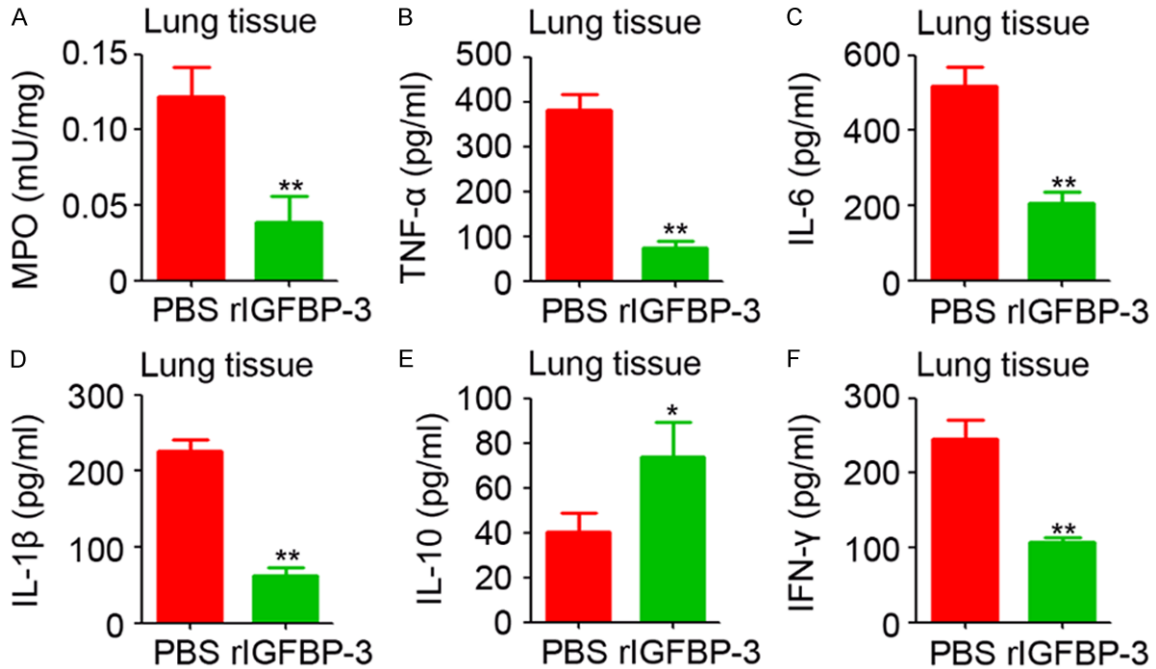 A
Lung tissue
MPO (mU/mg)
0.15
0.10
0.05
0
**
PBS rIGFBP-3
B
Lung tissue
TNF-α (pg/ml)
500
400
300
200
100
0
**
PBS rIGFBP-3
C
Lung tissue
IL-6 (pg/ml)
600
400
200
0
**
PBS rIGFBP-3
D
Lung tissue
IL-1β (pg/ml)
300
200
100
0
**
PBS rIGFBP-3
E
Lung tissue
IL-10 (pg/ml)
100
80
60
40
20
0
*
PBS rIGFBP-3
F
Lung tissue
IFN-γ (pg/ml)
300
200
100
0
**
PBS rIGFBP-3